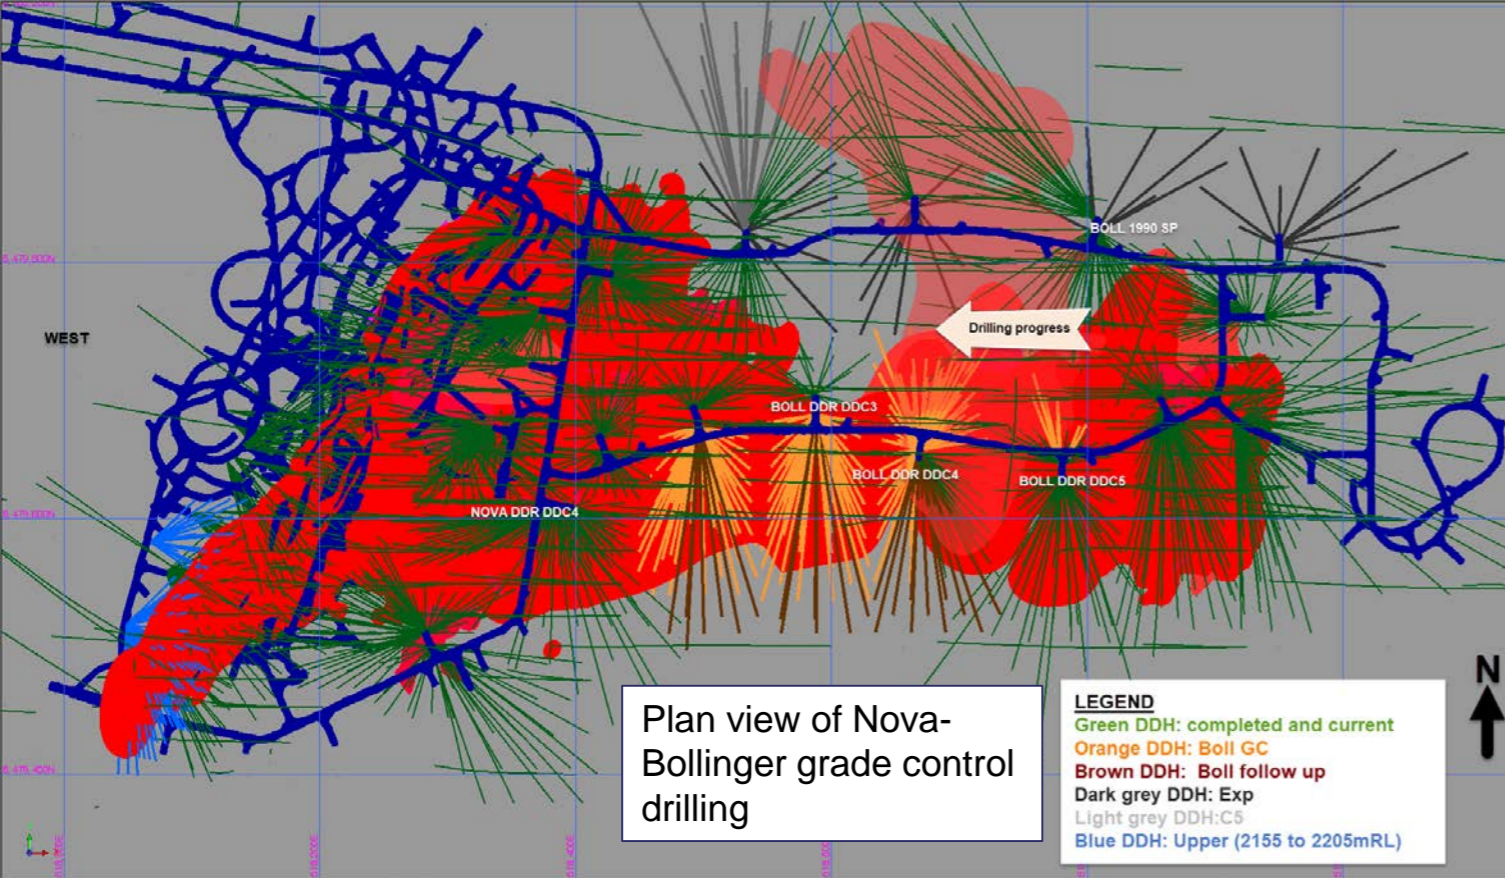 BOLL 1990 SP
Drilling progress
WEST
BOLL DDR DDC3
BOLL DDR DDC4
BOLL DDR DDC5
NOVA DDR DDC4
N
Plan view of Nova-
Bollinger grade control
drilling
LEGEND
Green DDH: completed and current
Orange DDH: Boll GC
Brown DDH: Boll follow up
Dark grey DDH: Exp
Light grey DDH:C5
Blue DDH: Upper (2155 to 2205mRL)